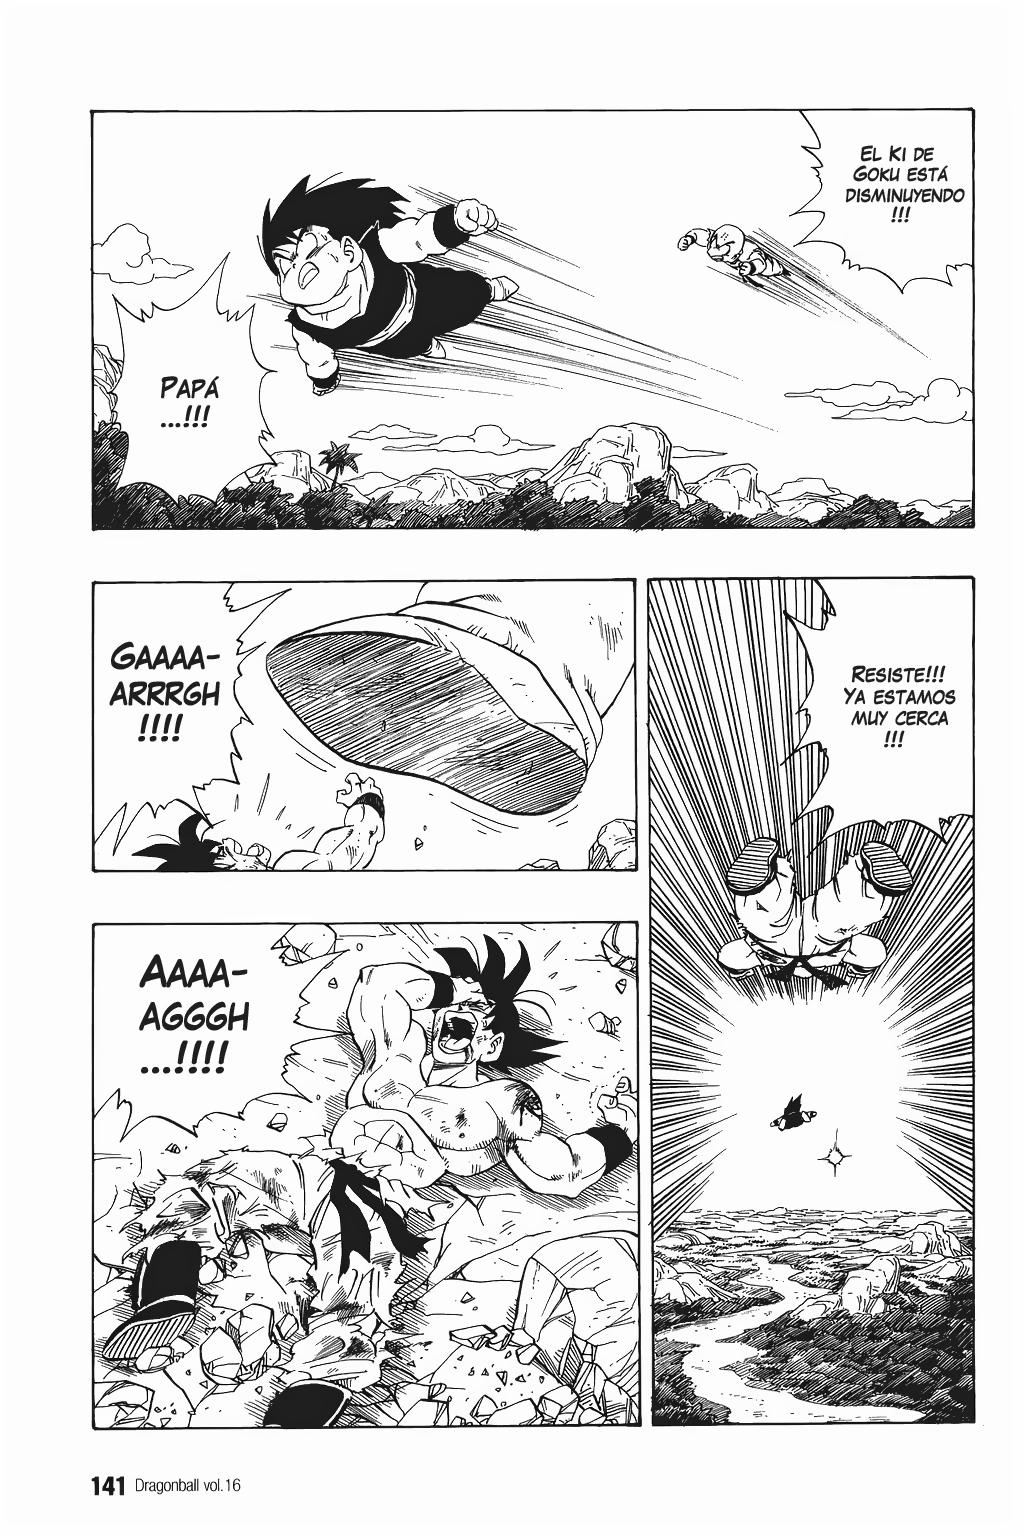 EL KI DE
GOKU ESTÁ
DISMINUYENDO
!!!
PAPÁ
...!!!
RESISTE!!!
YA ESTAMOS
MUY CERCA
!!!
GAAAA-
ARRRGH
!!!!
AAAA-
AGGGH
...!!!!
141 Dragonball vol.16